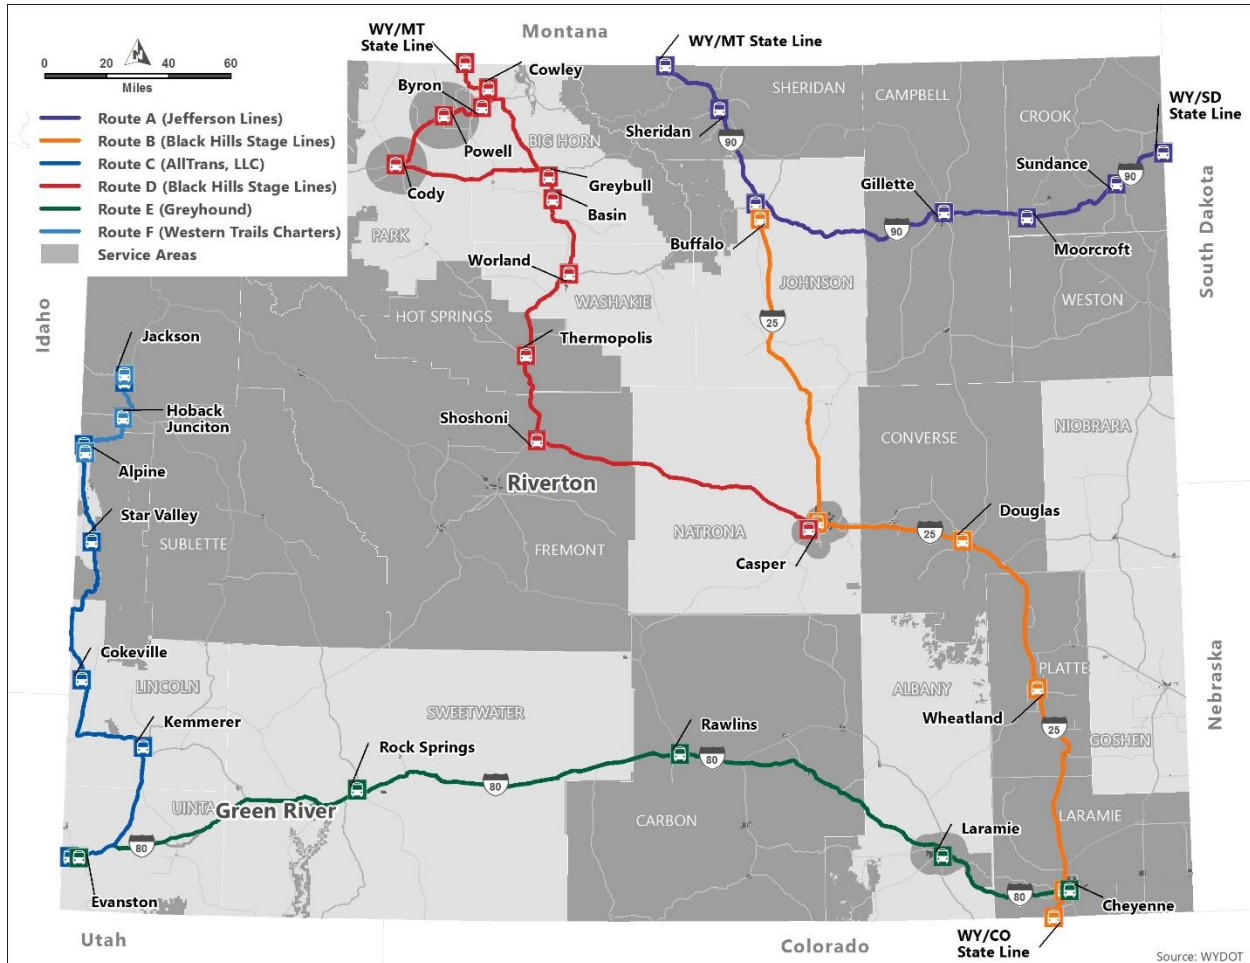 Montana
WY/MT
State Line
WY/MT State Line
N
0 20 40 60
Miles
Cowley
Byron
SHERIDAN
CAMPBELL
WY/SD
State Line
CROOK
Route A (Jefferson Lines)
Route B (Black Hills Stage Lines)
Route C (AllTrans, LLC)
Route D (Black Hills Stage Lines)
Route E (Greyhound)
Route F (Western Trails Charters)
Service Areas
Sheridan
90
Powell
BIG HORN
Sundance
90
Cody
Greybull
Gillette
Basin
PARK
Buffalo
90
Moorcroft
South Dakota
Worland
WASHAKIE
JOHNSON
WESTON
Idaho
HOT SPRINGS
25
Jackson
Thermopolis
Hoback
Junciton
Shoshoni
CONVERSE
NIOBRARA
Alpine
Riverton
Star Valley
SUBLETTE
FREMONT
NATRONA
Casper
25
Douglas
Cokeville
LINCOLN
PLATTE
ALBANY
Nebraska
Kemmerer
SWEETWATER
Rawlins
Wheatland
25
GOSHEN
Rock Springs
80
80
UINTA
Green River
CARBON
LARAMIE
80
Laramie
Evanston
80
Cheyenne
WY/CO
State Line
Utah
Colorado
Source: WYDOT